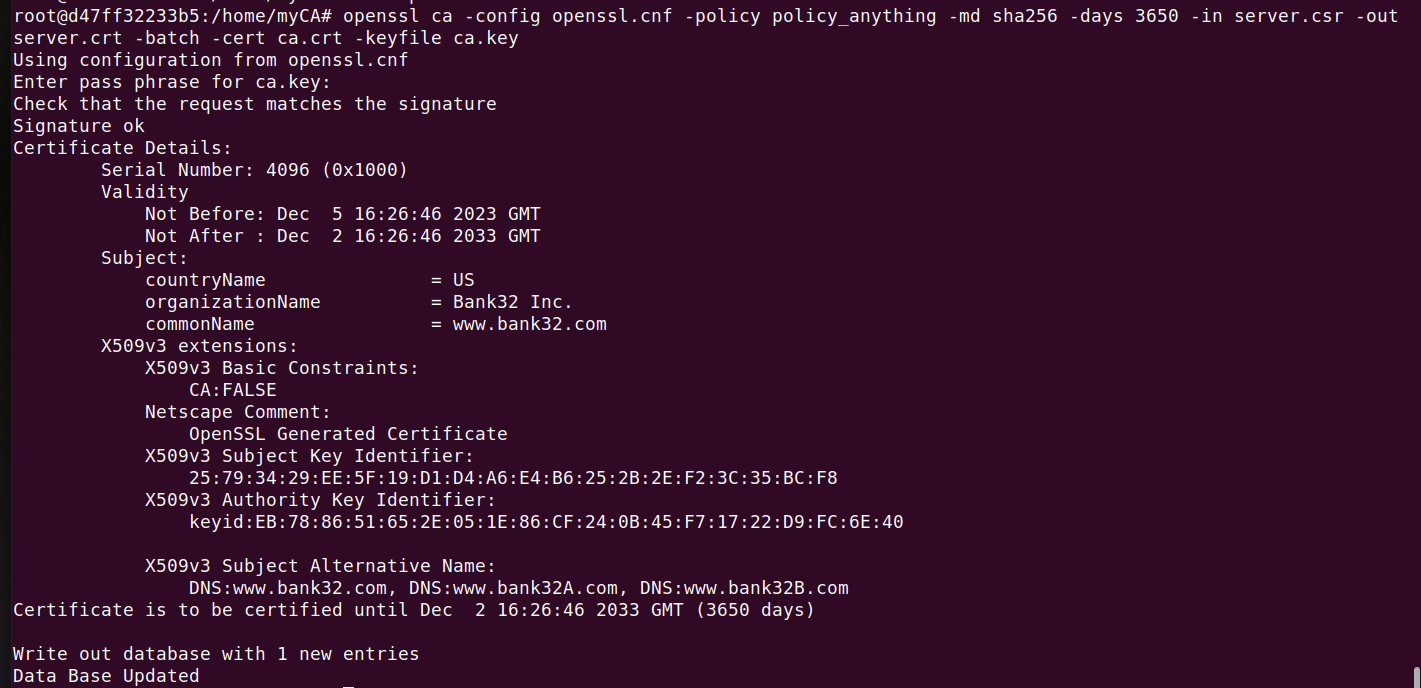 root@d47ff32233b5:/home/myCA# openssl ca -config openssl.cnf -policy policy_anything -md sha256 -days 3650 -in server.csr -out
server.crt -batch -cert ca.crt -keyfile ca.key
Using configuration from openssl.cnf
Enter pass phrase for ca.key:
Check that the request matches the signature
Signature ok
Certificate Details:
        Serial Number: 4096 (0x1000)
        Validity
            Not Before: Dec  5 16:26:46 2023 GMT
            Not After : Dec  2 16:26:46 2033 GMT
        Subject:
            countryName               = US
            organizationName          = Bank32 Inc.
            commonName                = www.bank32.com
        X509v3 extensions:
            X509v3 Basic Constraints:
                CA:FALSE
            Netscape Comment:
                OpenSSL Generated Certificate
            X509v3 Subject Key Identifier:
                25:79:34:29:EE:5F:19:D1:D4:A6:E4:B6:25:2B:2E:F2:3C:35:BC:F8
            X509v3 Authority Key Identifier:
                keyid:EB:78:86:51:65:2E:05:1E:86:CF:24:0B:45:F7:17:22:D9:FC:6E:40

            X509v3 Subject Alternative Name:
                DNS:www.bank32.com, DNS:www.bank32A.com, DNS:www.bank32B.com
Certificate is to be certified until Dec  2 16:26:46 2033 GMT (3650 days)

Write out database with 1 new entries
Data Base Updated